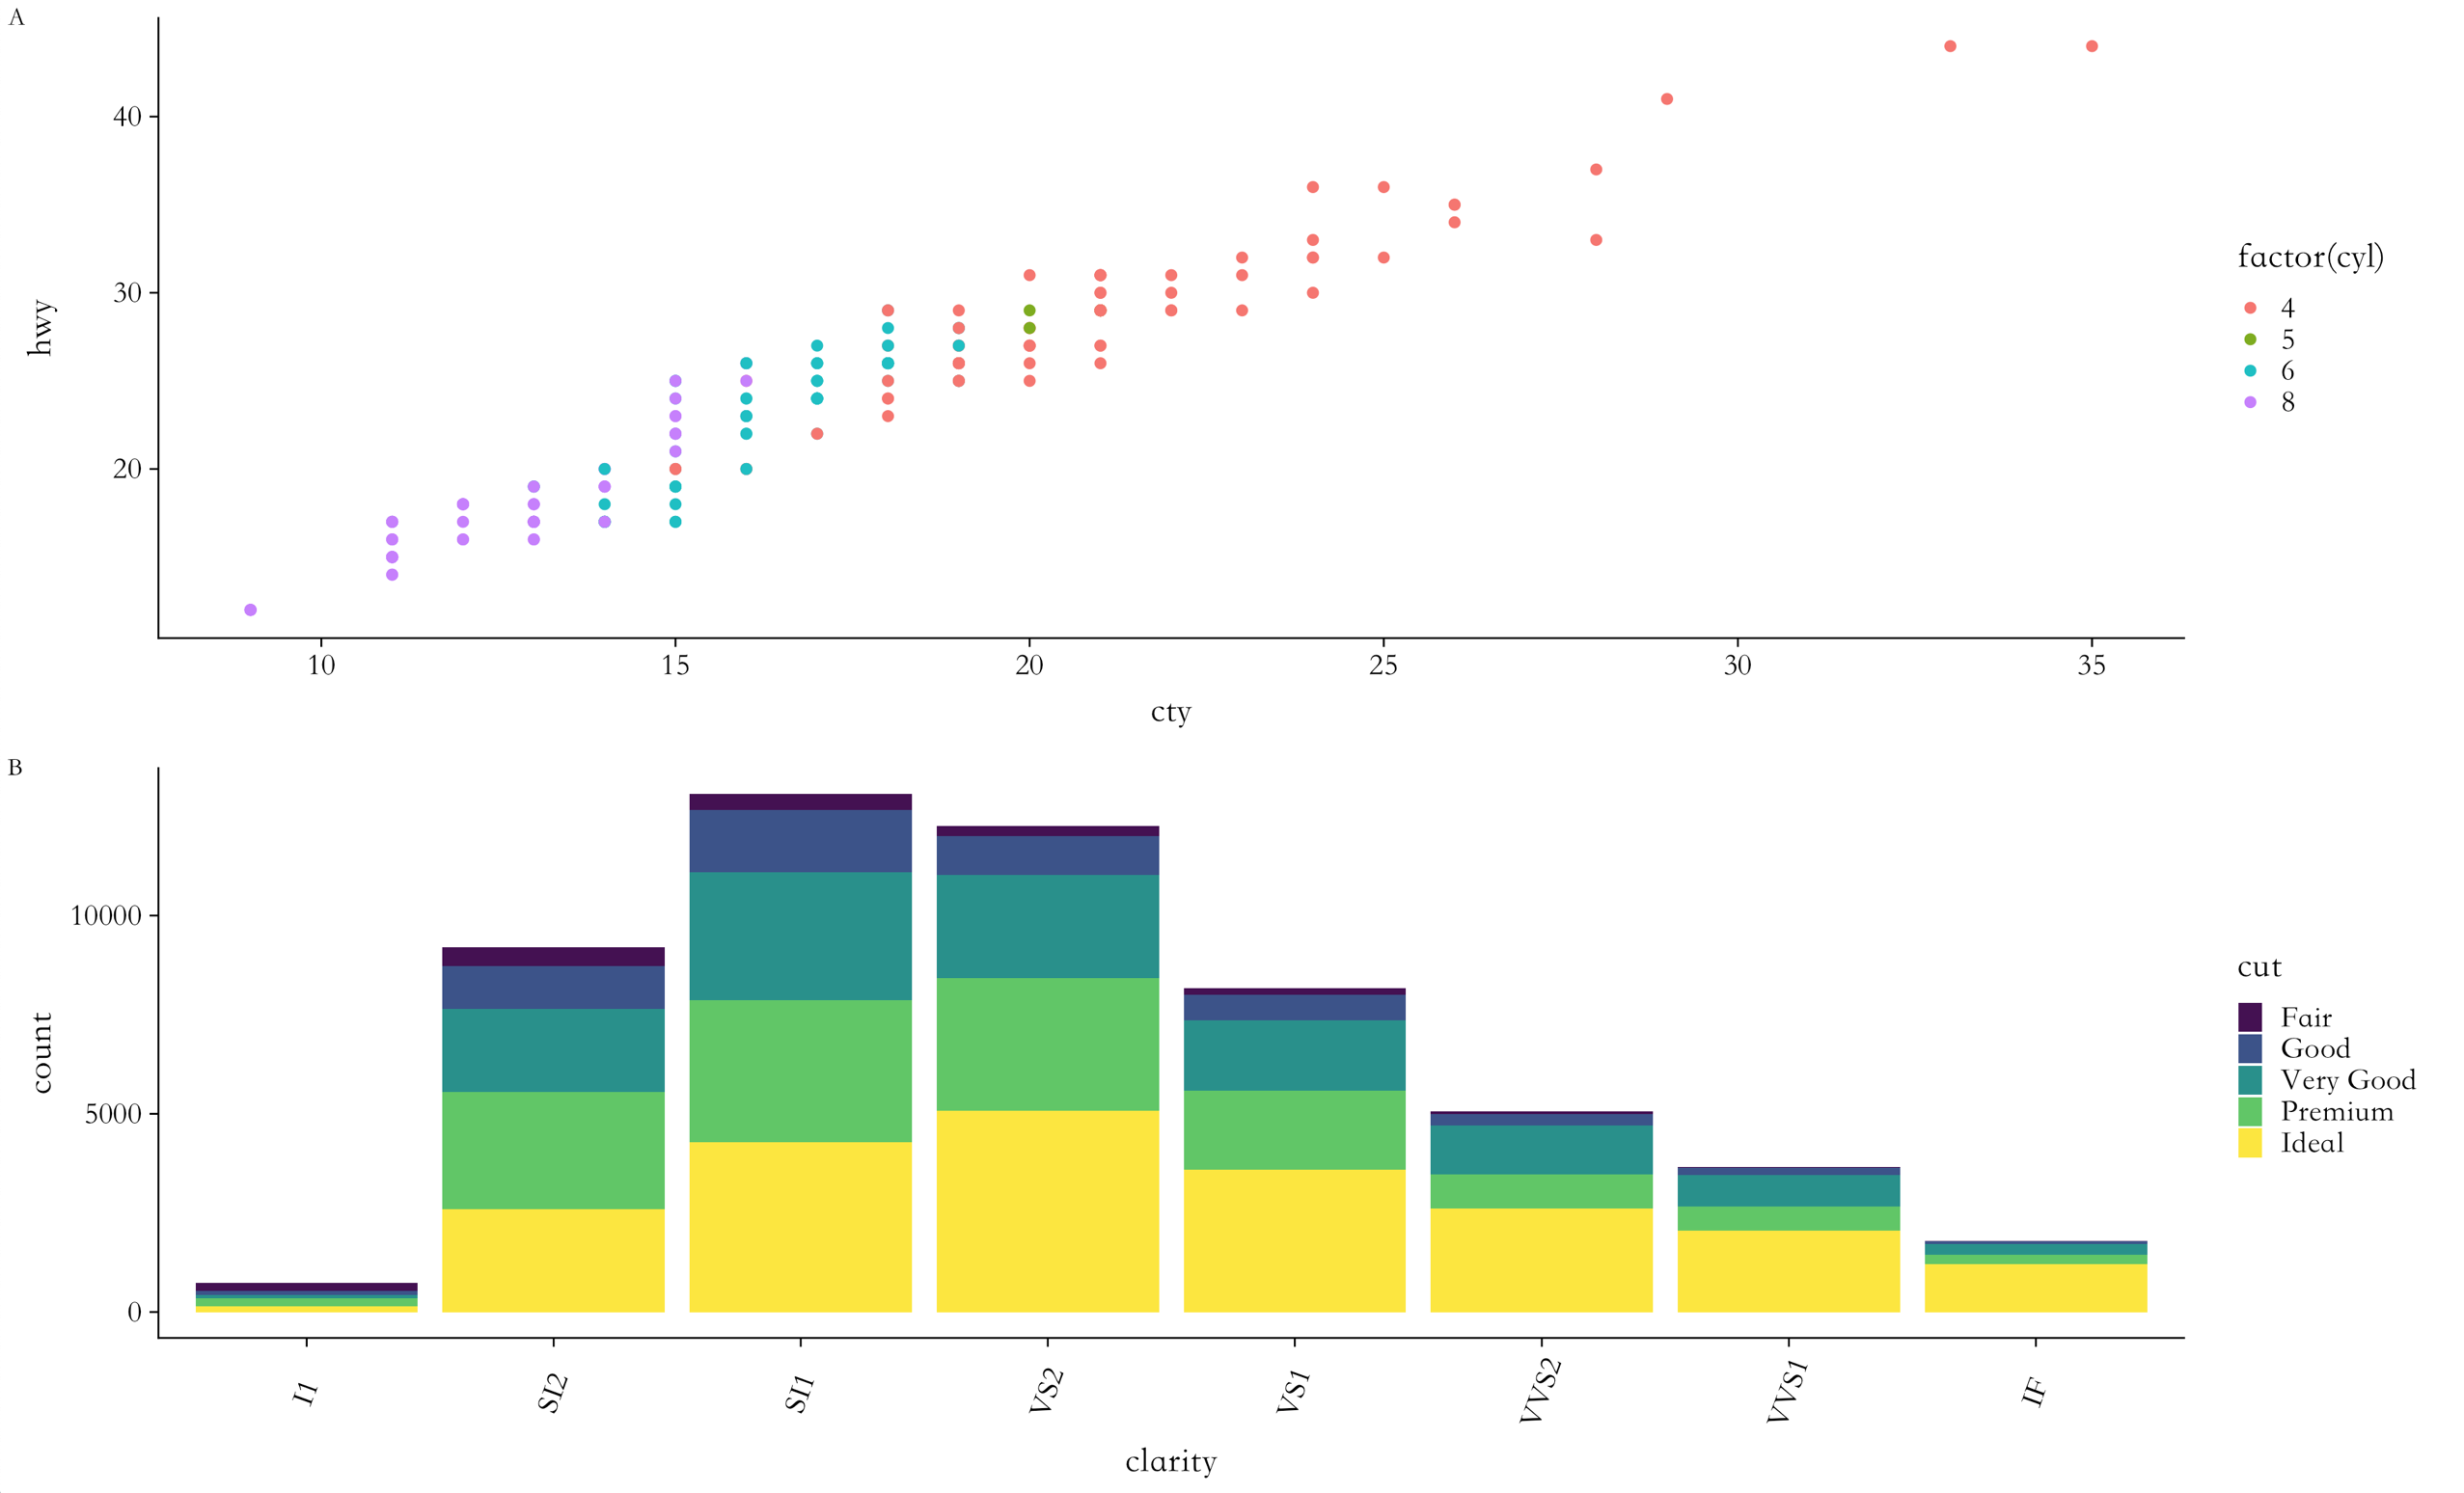 A
hwy
40
30
20
10 15 20 25 30 35
cty
factor(cyl)
4
5
6
8
B
count
10000
5000
0
I1 SI2 SI1 VS2 VS1 VVS2 VVS1 IF
clarity
cut
Fair
Good
Very Good
Premium
Ideal